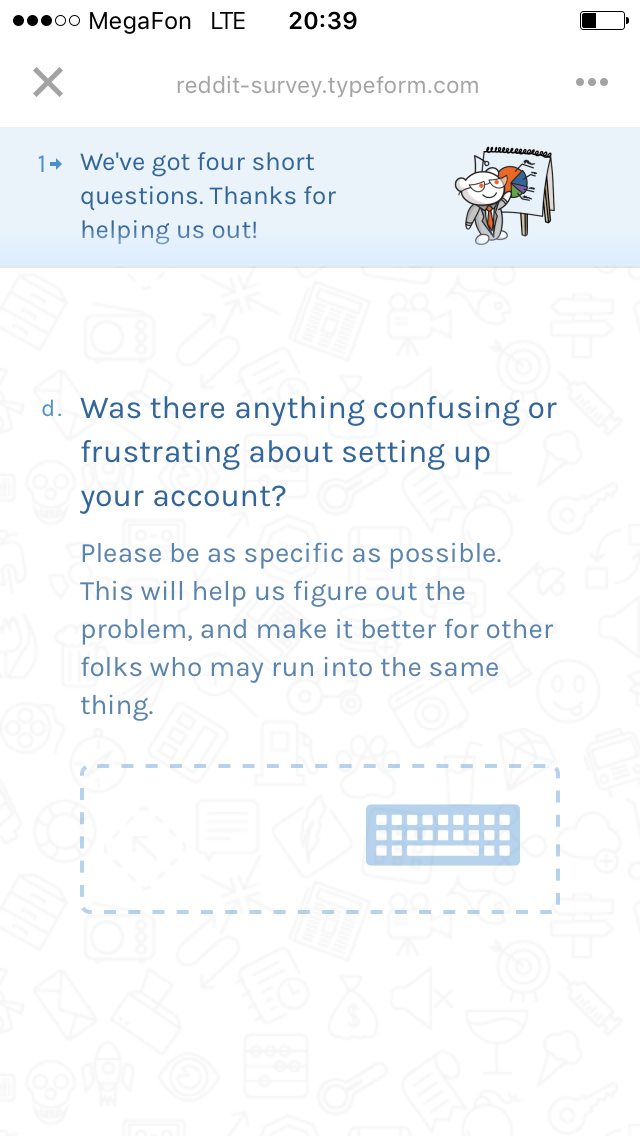 MegaFon LTE 20:39
reddit-survey.typeform.com
1 We've got four short
questions. Thanks for
helping us out!
d. Was there anything confusing or
frustrating about setting up
your account?
Please be as specific as possible.
This will help us figure out the
problem, and make it better for other
folks who may run into the same
thing.